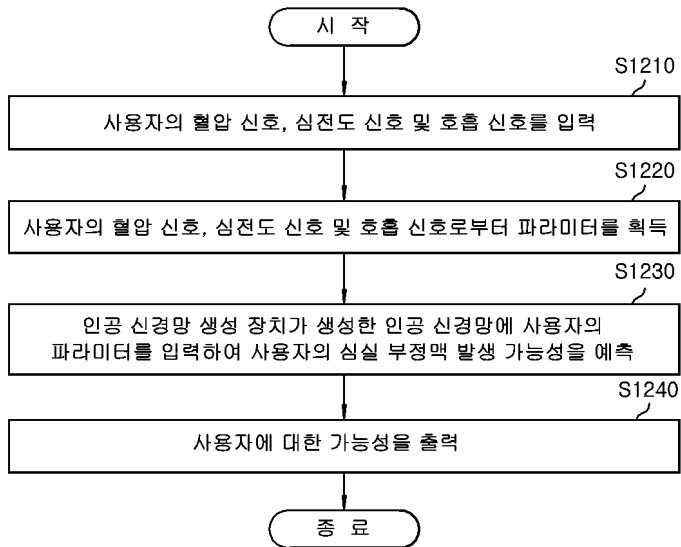 시 작
S1210
사용자의 혈압 신호, 심전도 신호 및 호흡 신호를 입력
S1220
사용자의 혈압 신호, 심전도 신호 및 호흡 신호로부터 파라미터를 획득
S1230
인공 신경망 생성 장치가 생성한 인공 신경망에 사용자의
파라미터를 입력하여 사용자의 심실 부정맥 발생 가능성을 예측
S1240
사용자에 대한 가능성을 출력
종 료